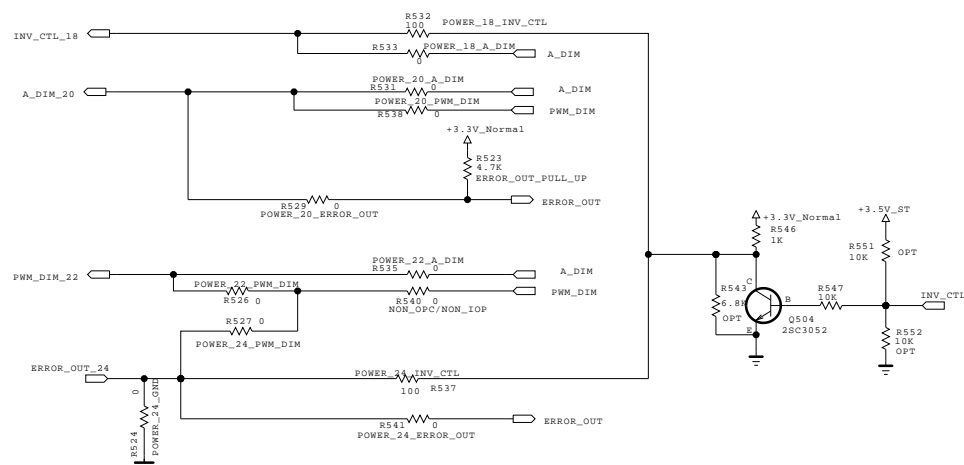 R532
100
POWER_18_INV_CTL
INV_CTL_18
R533
0
POWER_18_A_DIM
A_DIM
POWER_20_A_DIM
R531
0
A_DIM_20
A_DIM
POWER_20_PWM_DIM
R538
0
PWM_DIM
+3.3V_Normal
R523
4.7K
ERROR_OUT_PULL_UP
R529
0
POWER_20_ERROR_OUT
ERROR_OUT
+3.3V_Normal
R546
1K
+3.5V_ST
R551
10K
OPT
POWER_22_A_DIM
R535
0
PWM_DIM_22
A_DIM
POWER_22_PWM_DIM
R526
0
R540
0
NON_OPC/NON_IOP
PWM_DIM
R527
0
POWER_24_PWM_DIM
R543
6.8K
OPT
C
B
E
Q504
2SC3052
R547
10K
INV_CTL
R552
10K
OPT
ERROR_OUT_24
POWER_24_INV_CTL
100
R537
0
R524
POWER_24_GND
R541
0
POWER_24_ERROR_OUT
ERROR_OUT